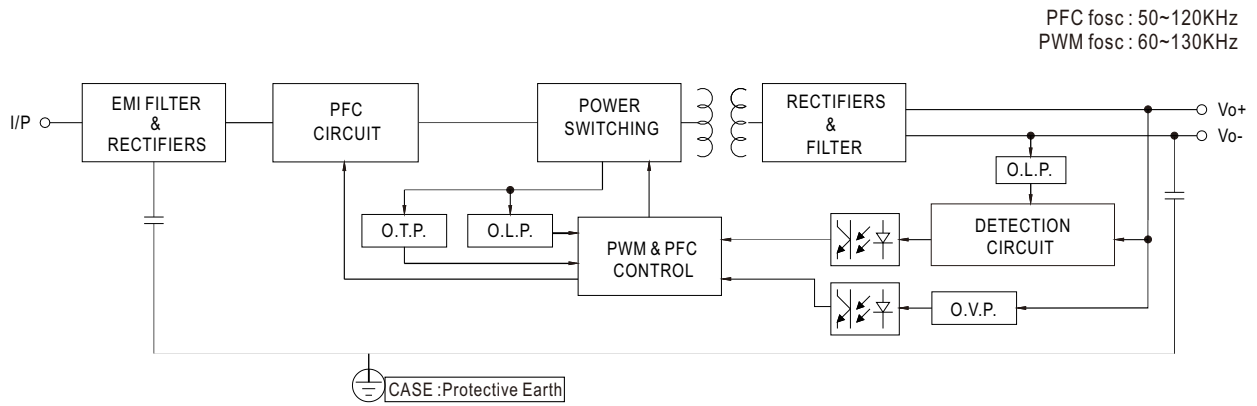 PFC fosc : 50~120KHz
PWM fosc : 60~130KHz
I/P
EMI FILTER
&
RECTIFIERS
PFC
CIRCUIT
POWER
SWITCHING
RECTIFIERS
&
FILTER
Vo+
Vo-
O.L.P.
O.T.P.
O.L.P.
PWM & PFC
CONTROL
DETECTION
CIRCUIT
O.V.P.
CASE :Protective Earth